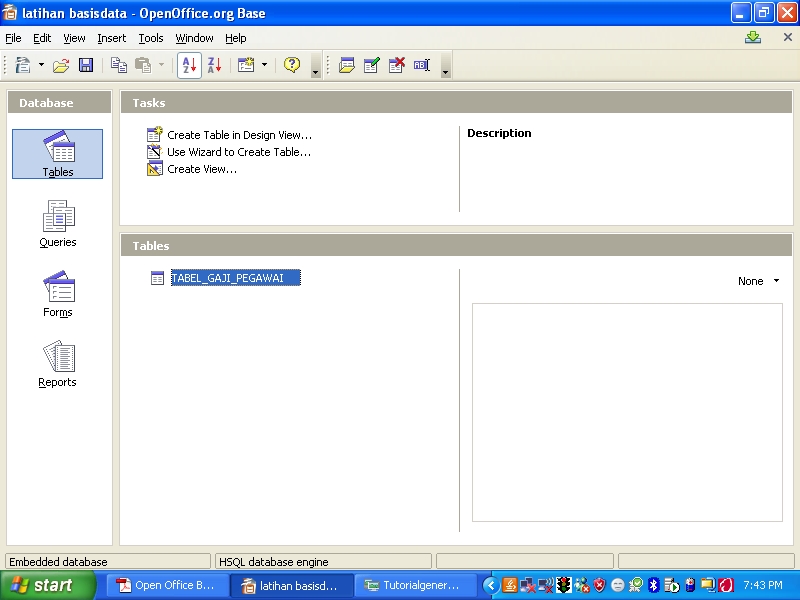 latihan basisdata - OpenOffice.org Base
File Edit View Insert Tools Window Help
Database
Tables
Queries
Forms
Reports
Tasks
Create Table in Design View...
Use Wizard to Create Table...
Create View...
Description
Tables
TABEL_GAJI_PEGAWAI
None
Embedded database
HSQL database engine
start
Open Office B...
latihan basisd...
Tutorialgener...
7:43 PM